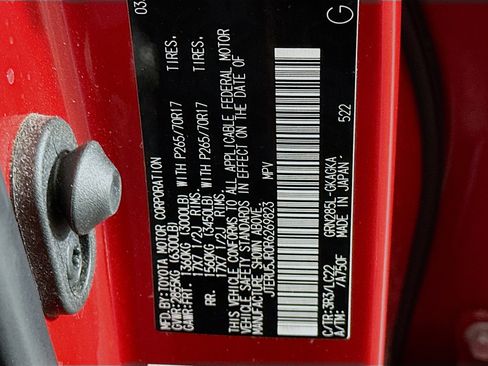 MFD.BY:TOYOTA MOTOR CORPORATION 03
GVWR:2855KG (6300LB)
GAWR:FRT. 1360KG (3000LB) WITH P265/70R17 TIRES,
17X7 1/2J RIMS,
RR. 1560KG (3450LB) WITH P265/70R17 TIRES,
17X7 1/2J RIMS.
THIS VEHICLE CONFORMS TO ALL APPLICABLE FEDERAL MOTOR
VEHICLE SAFETY STANDARDS IN EFFECT ON THE DATE OF
MANUFACTURE SHOWN ABOVE.
JTERU5JR0R6269823 MPV
G
C/TR:3R3/LC22 GRN285L-GKAGKA 522
A/TM: /A750F MADE IN JAPAN